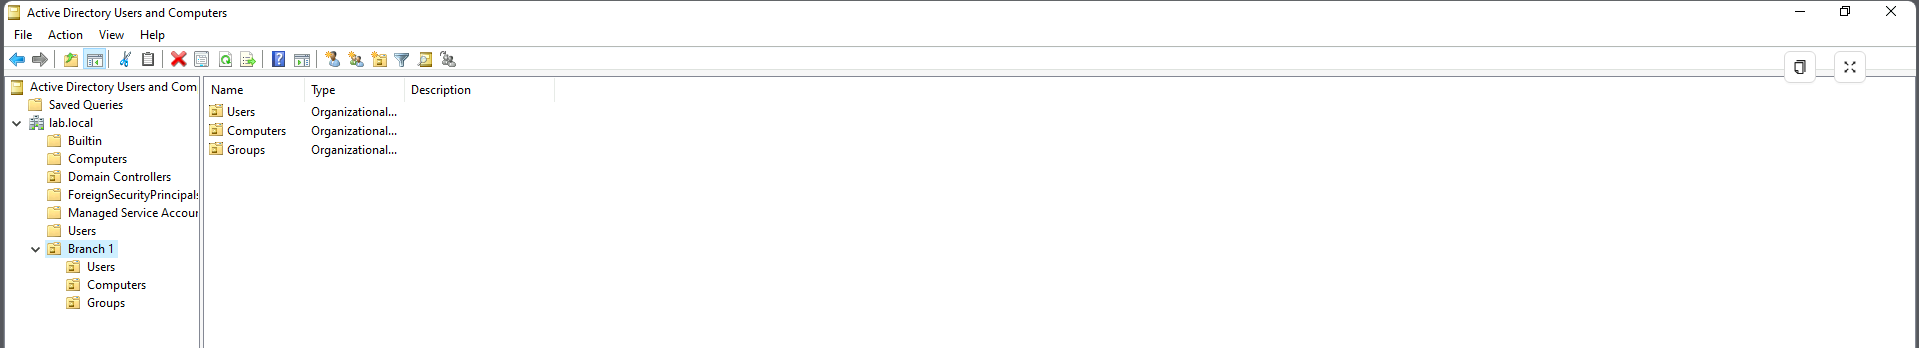 Active Directory Users and Computers
File Action View Help
Active Directory Users and Com
Saved Queries
lab.local
Builtin
Computers
Domain Controllers
ForeignSecurityPrincipals
Managed Service Accour
Users
Branch 1
Users
Computers
Groups
Name Type Description
Users Organizational...
Computers Organizational...
Groups Organizational...